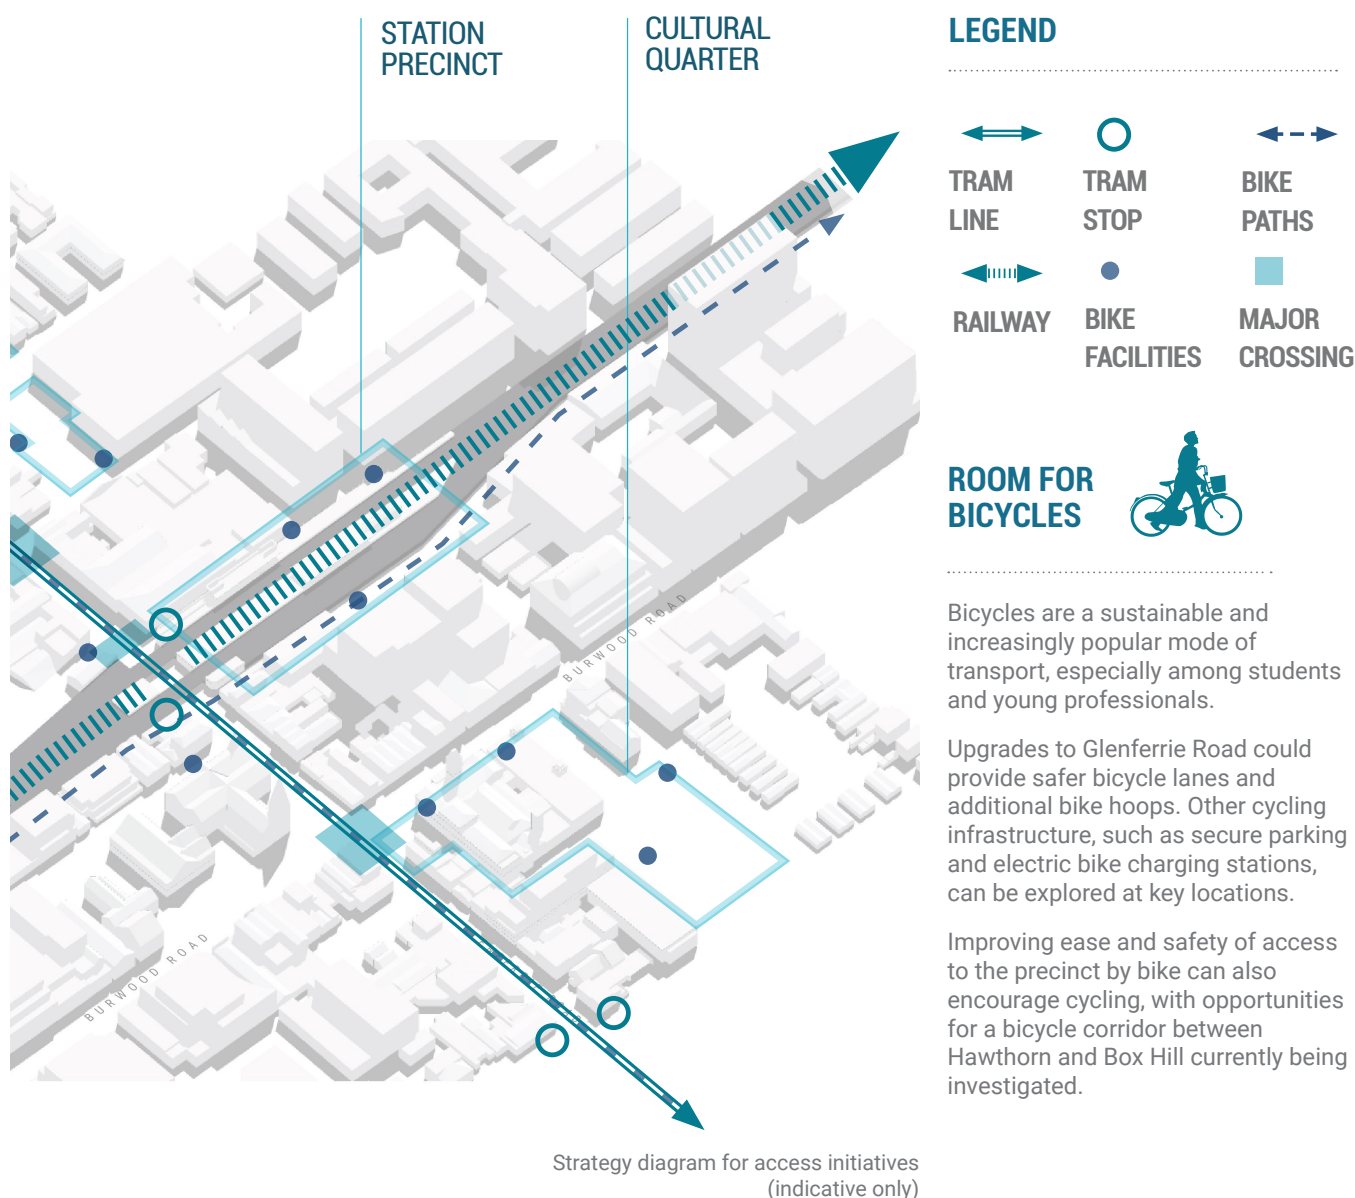 STATION
PRECINCT
CULTURAL
QUARTER
BURWOOD ROAD
BURWOOD ROAD
Strategy diagram for access initiatives
(indicative only)
LEGEND
TRAM
LINE
TRAM
STOP
BIKE
PATHS
RAILWAY
BIKE
FACILITIES
MAJOR
CROSSING
ROOM FOR
BICYCLES
Bicycles are a sustainable and
increasingly popular mode of
transport, especially among students
and young professionals.
Upgrades to Glenferrie Road could
provide safer bicycle lanes and
additional bike hoops. Other cycling
infrastructure, such as secure parking
and electric bike charging stations,
can be explored at key locations.
Improving ease and safety of access
to the precinct by bike can also
encourage cycling, with opportunities
for a bicycle corridor between
Hawthorn and Box Hill currently being
investigated.